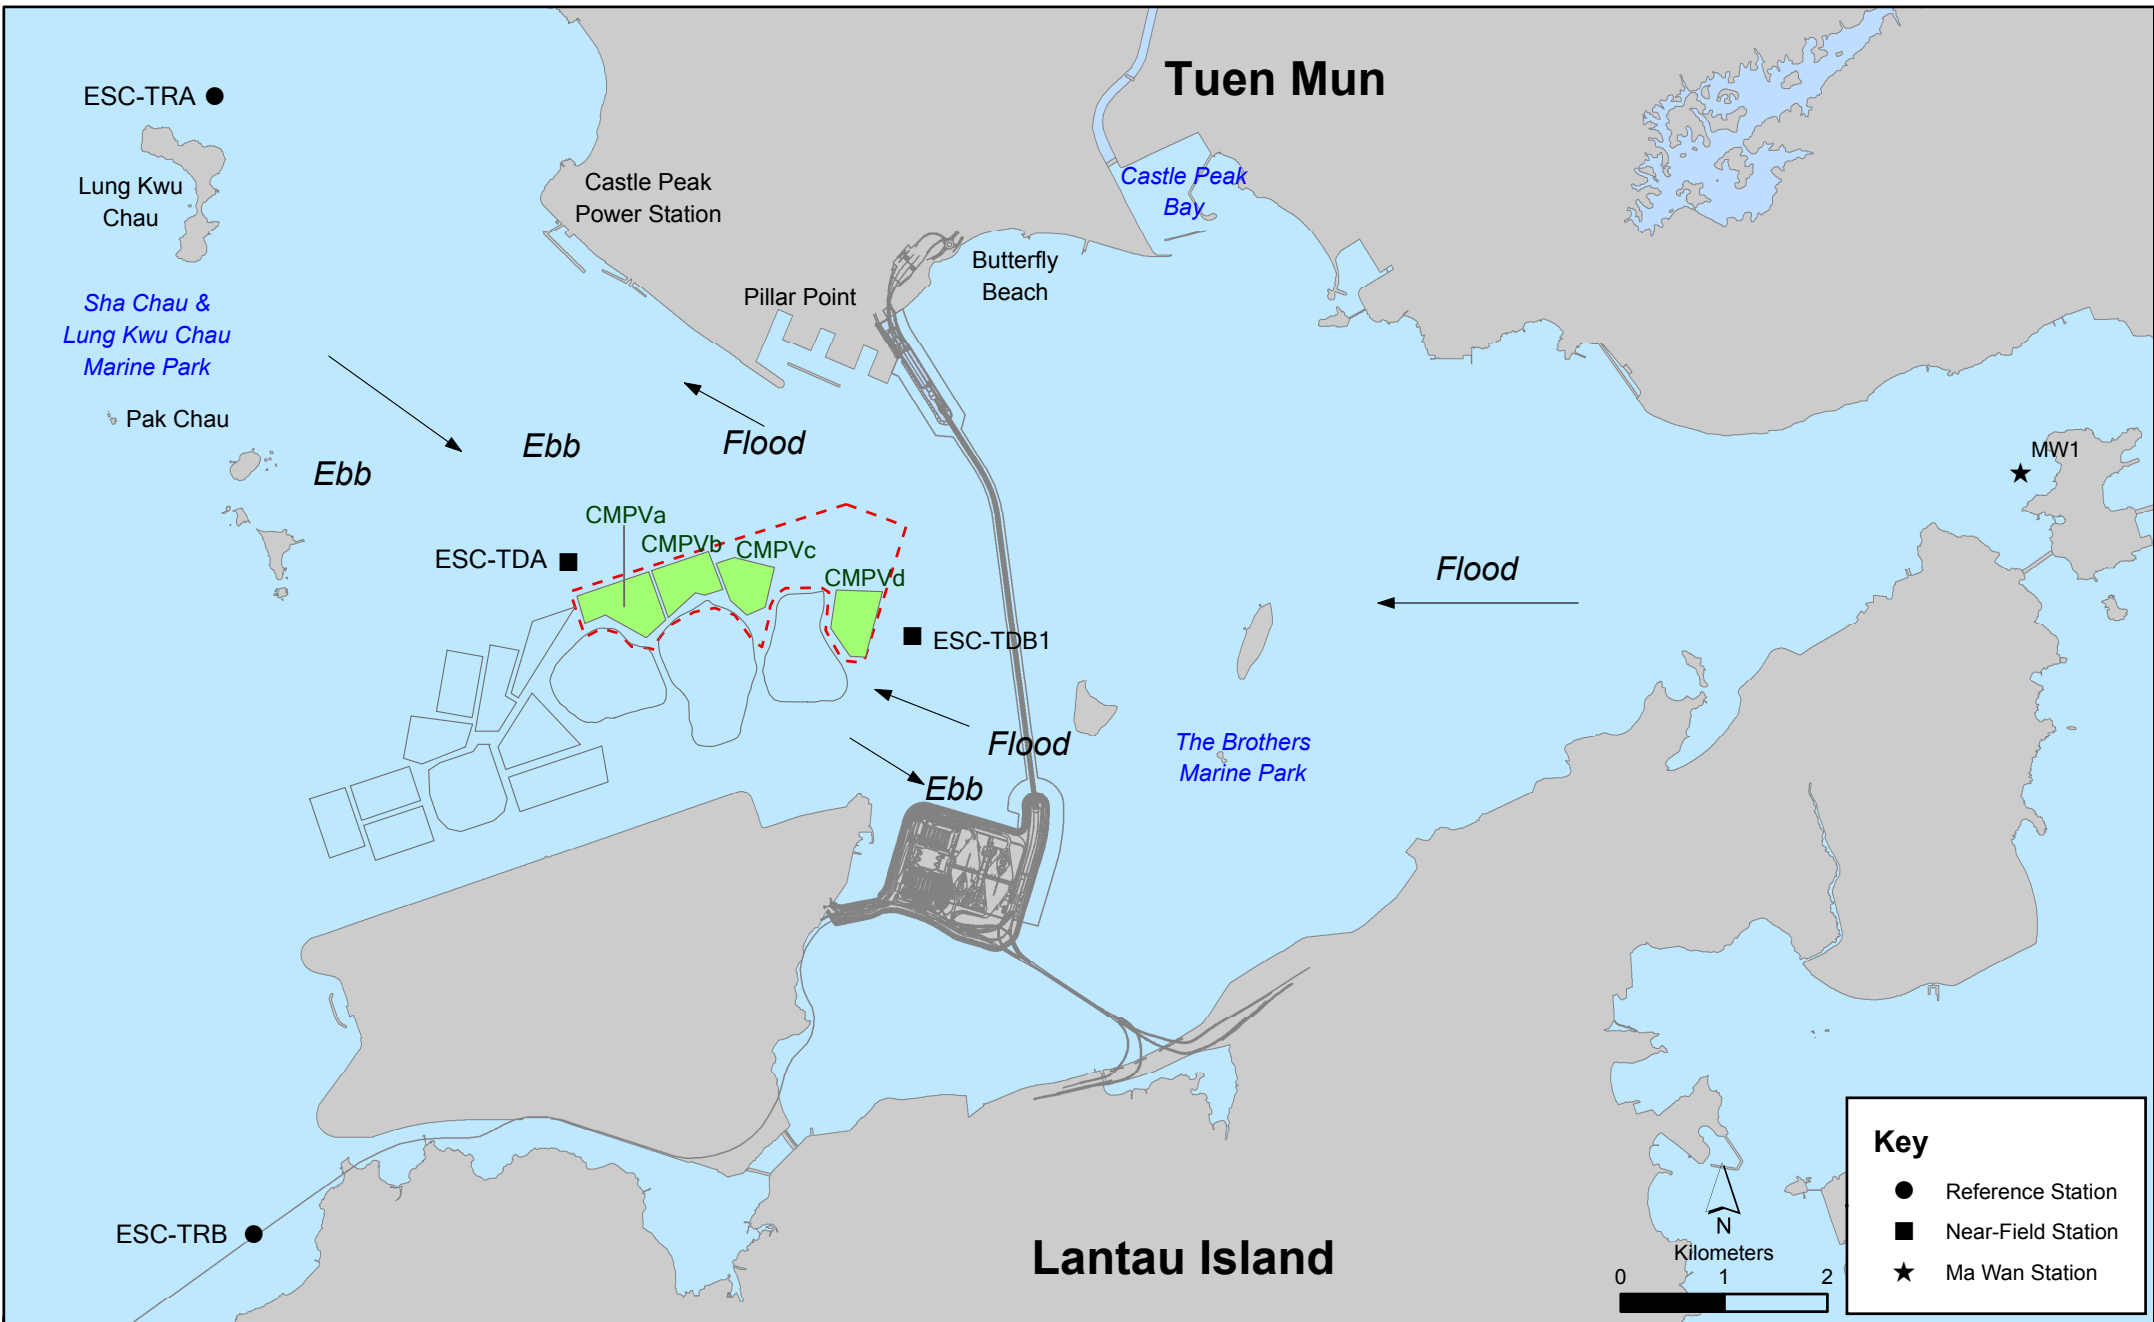 Tuen Mun
ESC-TRA
Lung Kwu
Chau
Castle Peak
Power Station
Castle Peak
Bay
Butterfly
Beach
Pillar Point
Sha Chau &
Lung Kwu Chau
Marine Park
Pak Chau
Ebb
Ebb
Flood
MW1
CMPVa
CMPVb
CMPVc
CMPVd
ESC-TDA
ESC-TDB1
Flood
Flood
Ebb
The Brothers
Marine Park
ESC-TRB
Lantau Island
N
Kilometers
0 1 2
Key
Reference Station
Near-Field Station
Ma Wan Station